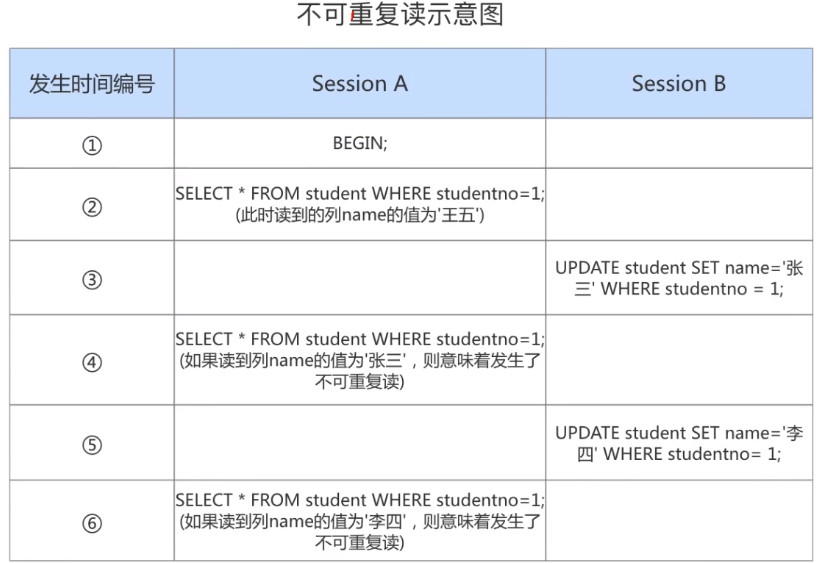 不可重复读示意图
发生时间编号
Session A
Session B
①
BEGIN;
②
SELECT * FROM student WHERE studentno=1;
(此时读到的列name的值为'王五')
③
UPDATE student SET name='张
三' WHERE studentno = 1;
④
SELECT * FROM student WHERE studentno=1;
(如果读到列name的值为'张三'，则意味着发生了
不可重复读)
⑤
UPDATE student SET name='李
四' WHERE studentno= 1;
⑥
SELECT * FROM student WHERE studentno=1;
(如果读到列name的值为'李四'，则意味着发生了
不可重复读)